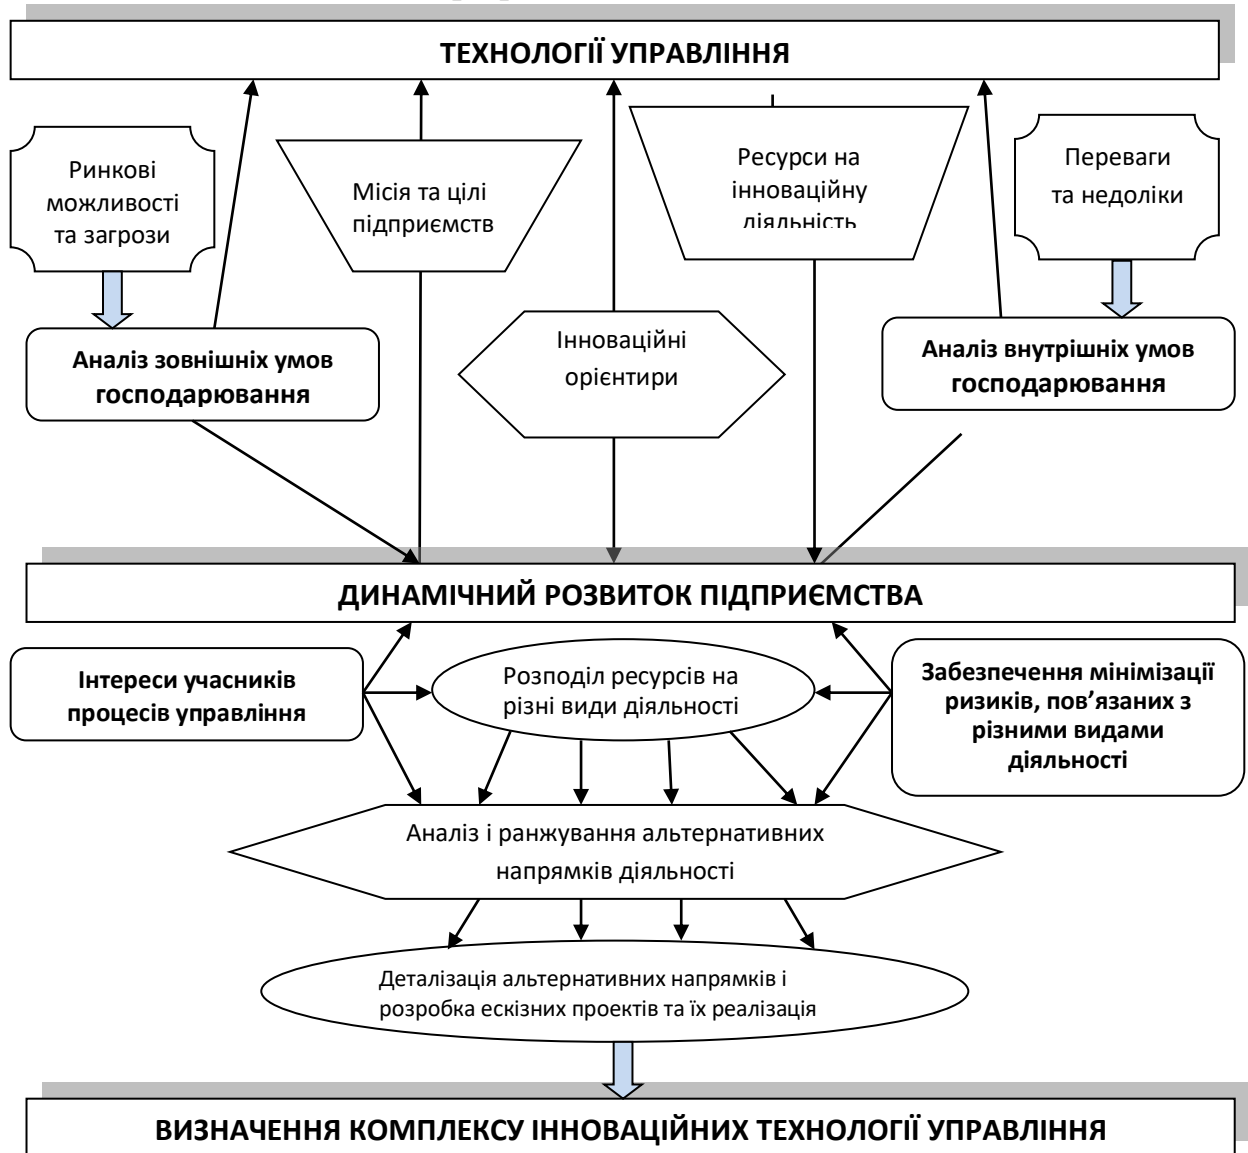 ТЕХНОЛОГІЇ УПРАВЛІННЯ
Ринкові
можливості
та загрози
Місія та цілі
підприємств
Ресурси на
інноваційну
діяльність
Переваги
та недоліки
Аналіз зовнішніх умов
господарювання
Інноваційні
орієнтири
Аналіз внутрішніх умов
господарювання
ДИНАМІЧНИЙ РОЗВИТОК ПІДПРИЄМСТВА
Інтереси учасників
процесів управління
Розподіл ресурсів на
різні види діяльності
Забезпечення мінімізації
ризиків, пов’язаних з
різними видами
діяльності
Аналіз і ранжування альтернативних
напрямків діяльності
Деталізація альтернативних напрямків і
розробка ескізних проектів та їх реалізація
ВИЗНАЧЕННЯ КОМПЛЕКСУ ІННОВАЦІЙНИХ ТЕХНОЛОГІЇ УПРАВЛІННЯ